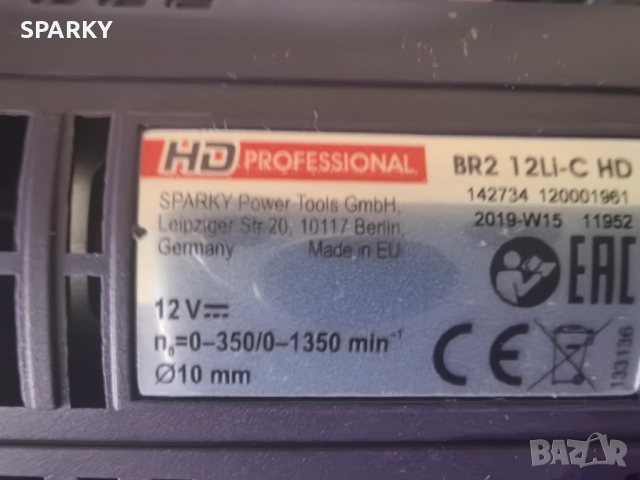 SPARKY
HD PROFESSIONAL
BR2 12Li-C HD
142734 120001961
2019-W15 11952
SPARKY Power Tools GmbH,
Leipziger Str 20, 10117 Berlin,
Germany Made in EU
EAC
12 V
n₀=0–350/0–1350 min⁻¹
Ø10 mm
CE
133136
BAZAR